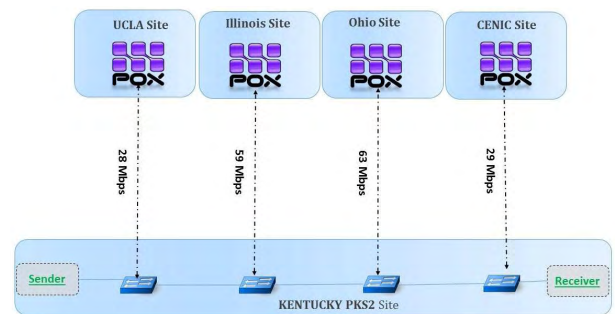 UCLA Site
Illinois Site
Ohio Site
CENIC Site
POX
POX
POX
POX
28 Mbps
59 Mbps
63 Mbps
29 Mbps
Sender
Receiver
KENTUCKY PKS2 Site